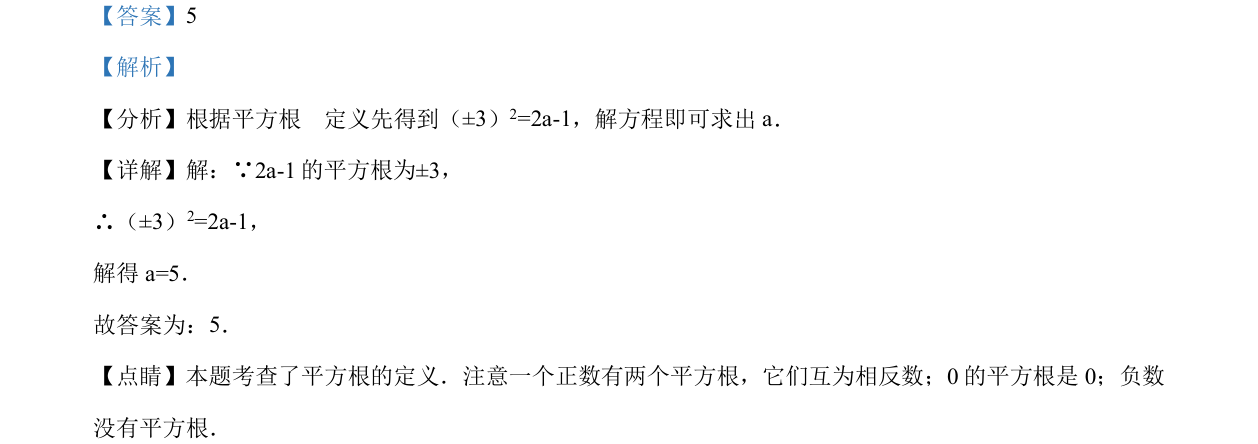 【答案】5
【解析】
【分析】根据平方根 定义先得到（±3）²=2a-1，解方程即可求出 a．
【详解】解：∵2a-1 的平方根为±3，
∴（±3）²=2a-1，
解得 a=5．
故答案为：5．
【点睛】本题考查了平方根的定义．注意一个正数有两个平方根，它们互为相反数；0 的平方根是 0；负数
没有平方根．